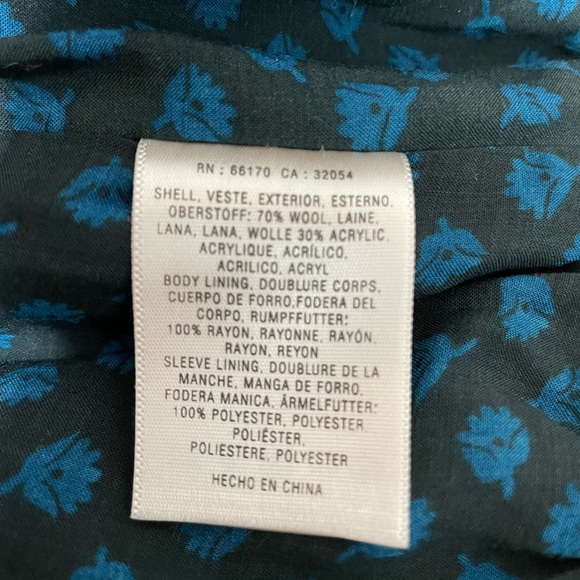 RN : 66170 CA : 32054
SHELL, VESTE, EXTERIOR, ESTERNO.
OBERSTOFF: 70% WOOL, LAINE,
LANA, LANA, WOLLE 30% ACRYLIC,
ACRYLIQUE, ACRÍLICO,
ACRILICO, ACRYL
BODY LINING, DOUBLURE CORPS,
CUERPO DE FORRO,FODERA DEL
CORPO, RUMPFFUTTER:
100% RAYON, RAYONNE, RAYÓN,
RAYON, REYON
SLEEVE LINING, DOUBLURE DE LA
MANCHE, MANGA DE FORRO,
FODERA MANICA, ÄRMELFUTTER:
100% POLYESTER, POLYESTER
POLIÉSTER,
POLIESTERE, POLYESTER
HECHO EN CHINA